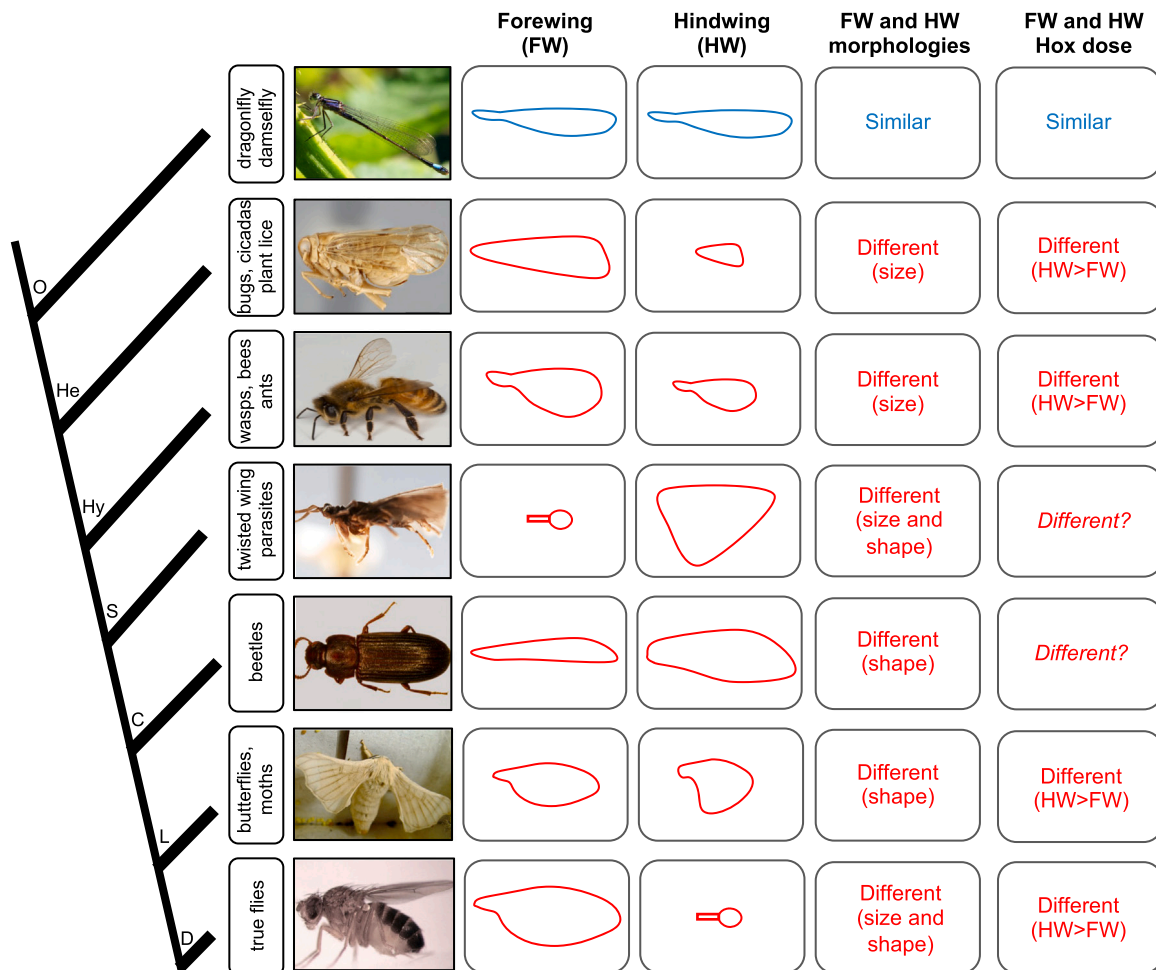 Forewing
(FW)
Hindwing
(HW)
FW and HW
morphologies
FW and HW
Hox dose
O
dragonlfly
damselfly
Similar
Similar
He
bugs, cicadas
plant lice
Different
(size)
Different
(HW>FW)
Hy
wasps, bees
ants
Different
(size)
Different
(HW>FW)
S
twisted wing
parasites
Different
(size and
shape)
Different?
C
beetles
Different
(shape)
Different?
L
butterflies,
moths
Different
(shape)
Different
(HW>FW)
D
true flies
Different
(size and
shape)
Different
(HW>FW)